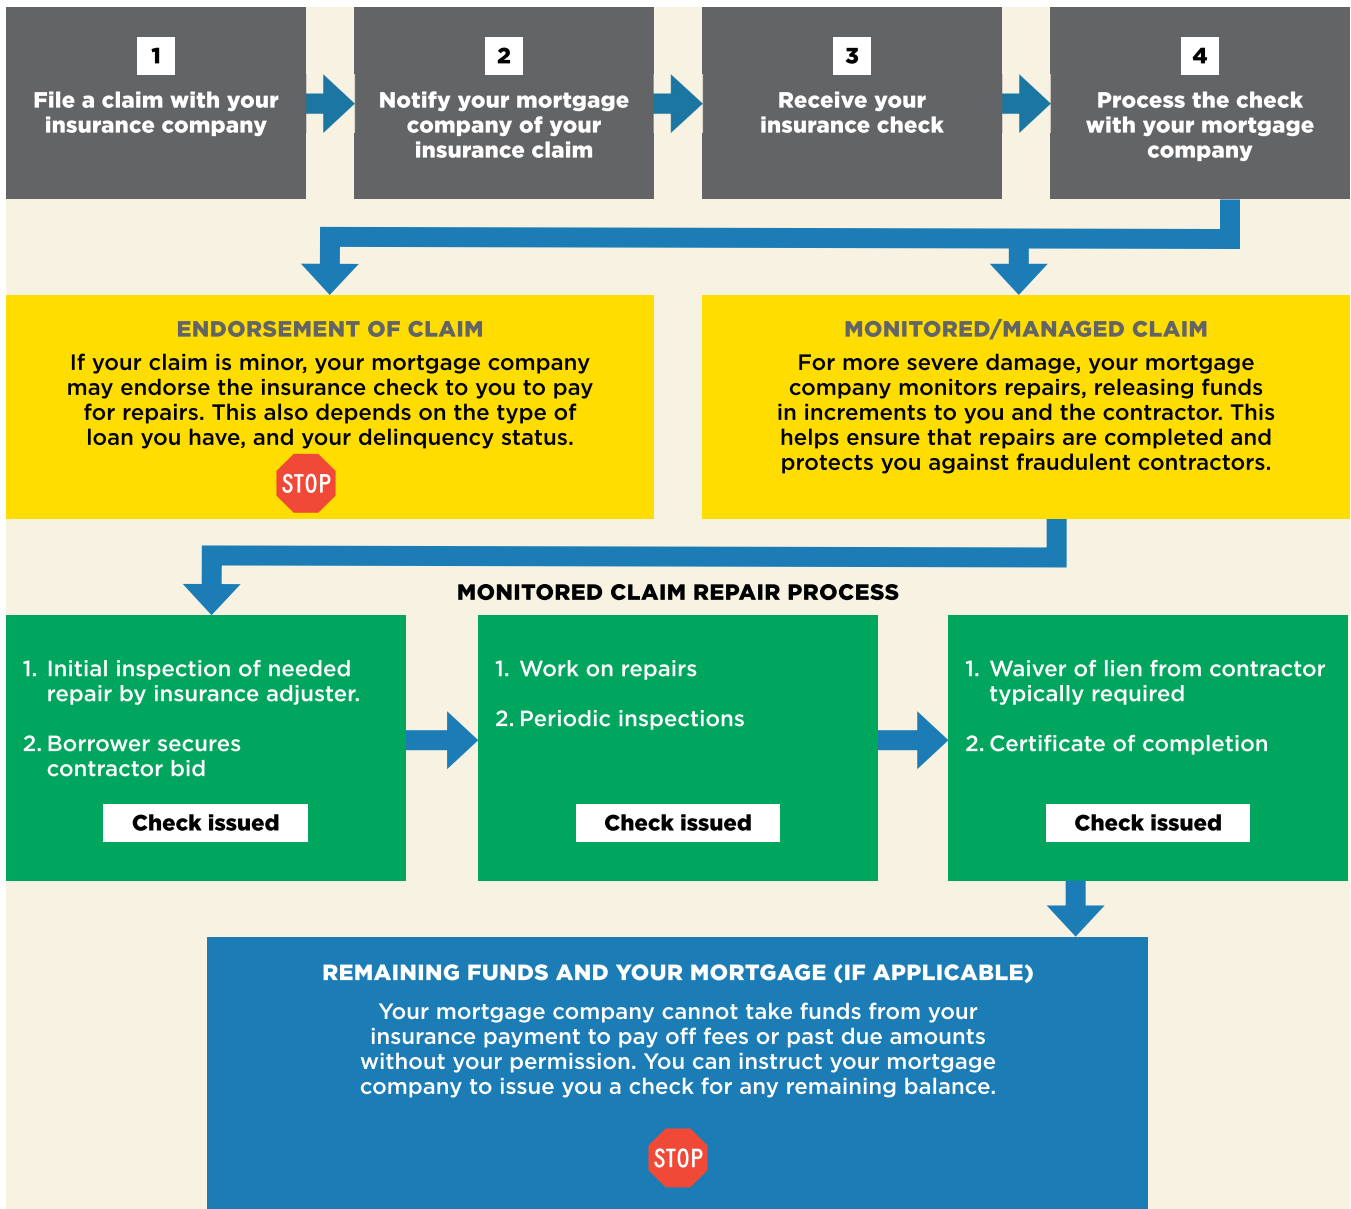 1
File a claim with your
insurance company
2
Notify your mortgage
company of your
insurance claim
3
Receive your
insurance check
4
Process the check
with your mortgage
company
ENDORSEMENT OF CLAIM
If your claim is minor, your mortgage company
may endorse the insurance check to you to pay
for repairs. This also depends on the type of
loan you have, and your delinquency status.
STOP
MONITORED/MANAGED CLAIM
For more severe damage, your mortgage
company monitors repairs, releasing funds
in increments to you and the contractor. This
helps ensure that repairs are completed and
protects you against fraudulent contractors.
MONITORED CLAIM REPAIR PROCESS
1. Initial inspection of needed
repair by insurance adjuster.
2. Borrower secures
contractor bid
Check issued
1. Work on repairs
2. Periodic inspections
Check issued
1. Waiver of lien from contractor
typically required
2. Certificate of completion
Check issued
REMAINING FUNDS AND YOUR MORTGAGE (IF APPLICABLE)
Your mortgage company cannot take funds from your
insurance payment to pay off fees or past due amounts
without your permission. You can instruct your mortgage
company to issue you a check for any remaining balance.
STOP